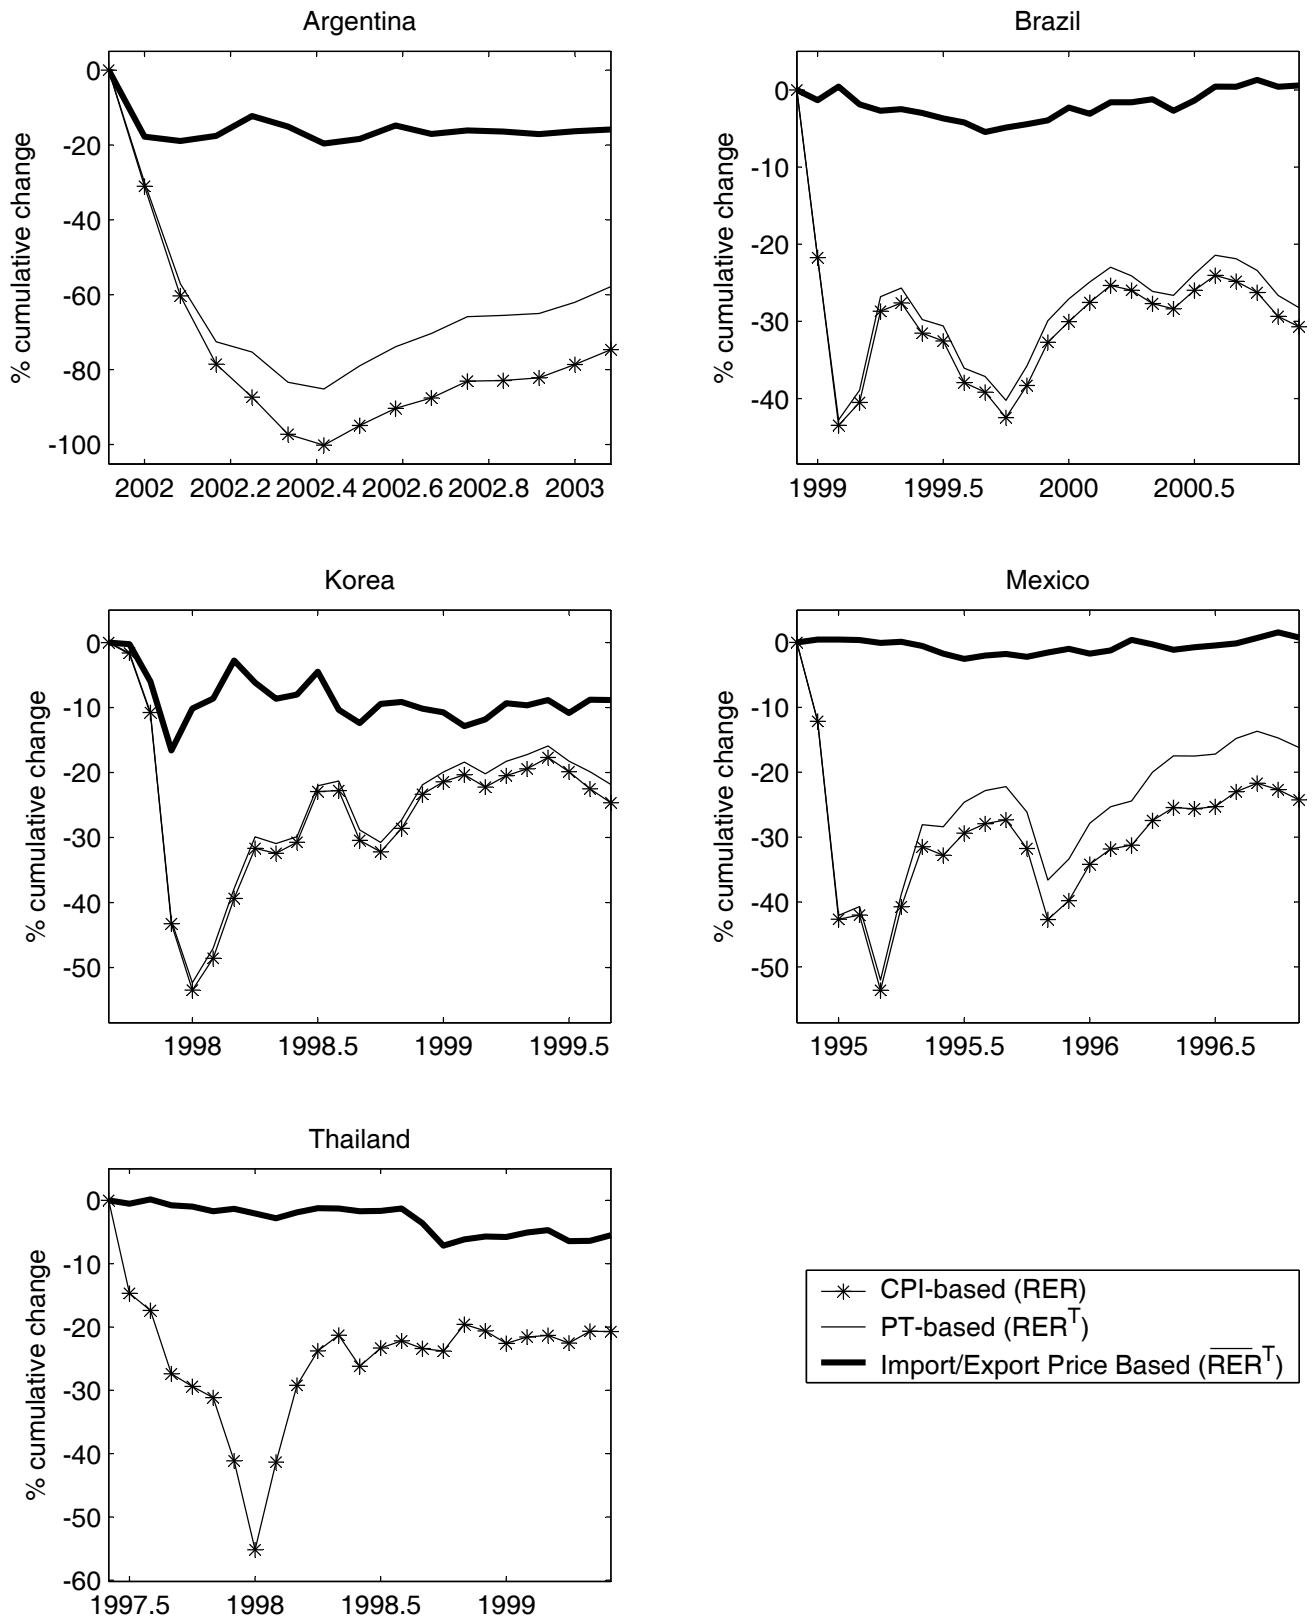 Argentina
0
-20
-40
-60
-80
-100
% cumulative change
2002 2002.2 2002.4 2002.6 2002.8 2003
Brazil
0
-10
-20
-30
-40
% cumulative change
1999 1999.5 2000 2000.5
Korea
0
-10
-20
-30
-40
-50
% cumulative change
1998 1998.5 1999 1999.5
Mexico
0
-10
-20
-30
-40
-50
% cumulative change
1995 1995.5 1996 1996.5
Thailand
0
-10
-20
-30
-40
-50
-60
% cumulative change
1997.5 1998 1998.5 1999
CPI-based (RER)
PT-based (RER^T)
Import/Export Price Based (R̅E̅R̅^T)